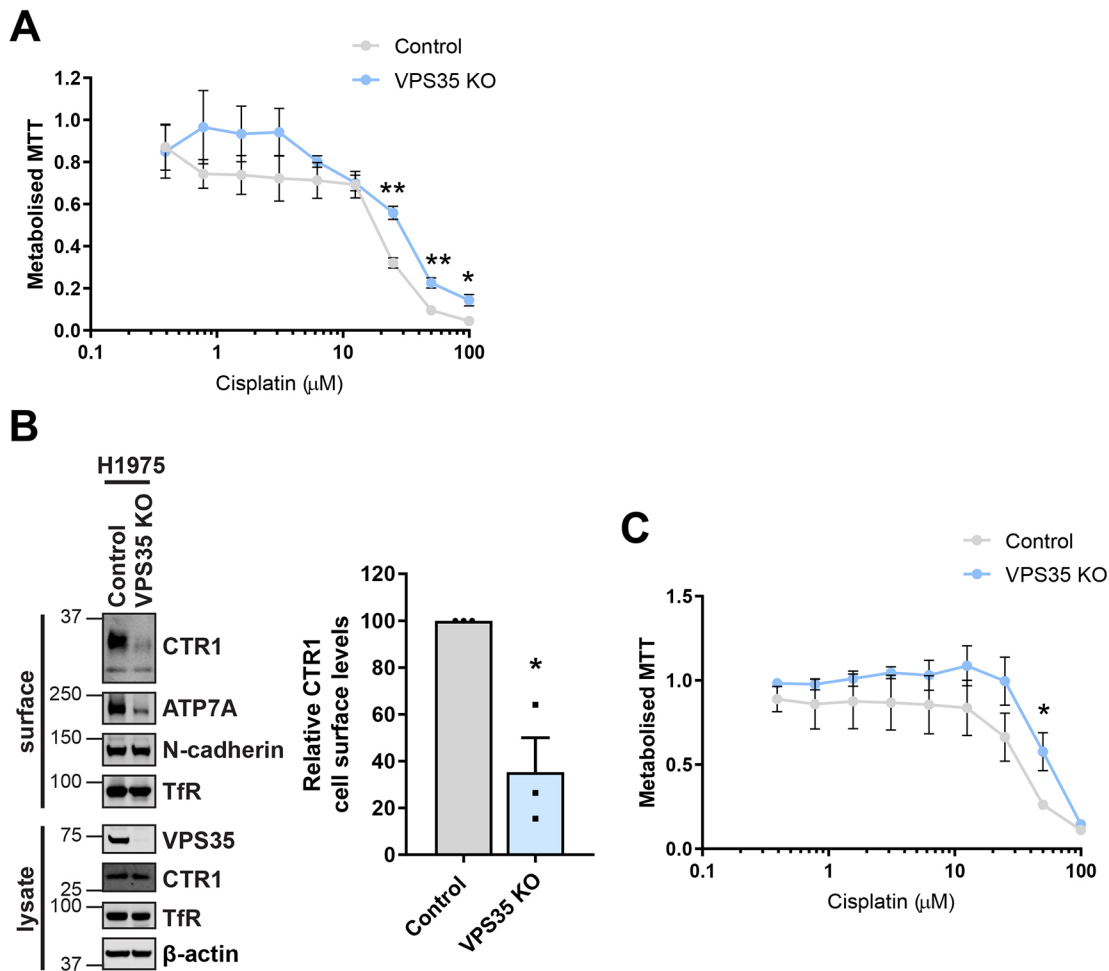 A
Control
VPS35 KO
Metabolised MTT
1.2
1.0
0.8
0.6
0.4
0.2
0.0
**
**
*
0.1
1
10
100
Cisplatin (μM)
B
H1975
Control
VPS35 KO
surface
37
CTR1
250
ATP7A
150
N-cadherin
100
TfR
lysate
75
VPS35
CTR1
25
100
TfR
β-actin
37
Relative CTR1
cell surface levels
120
100
80
60
40
20
0
*
Control
VPS35 KO
C
Control
VPS35 KO
Metabolised MTT
1.5
1.0
0.5
0.0
*
0.1
1
10
100
Cisplatin (μM)